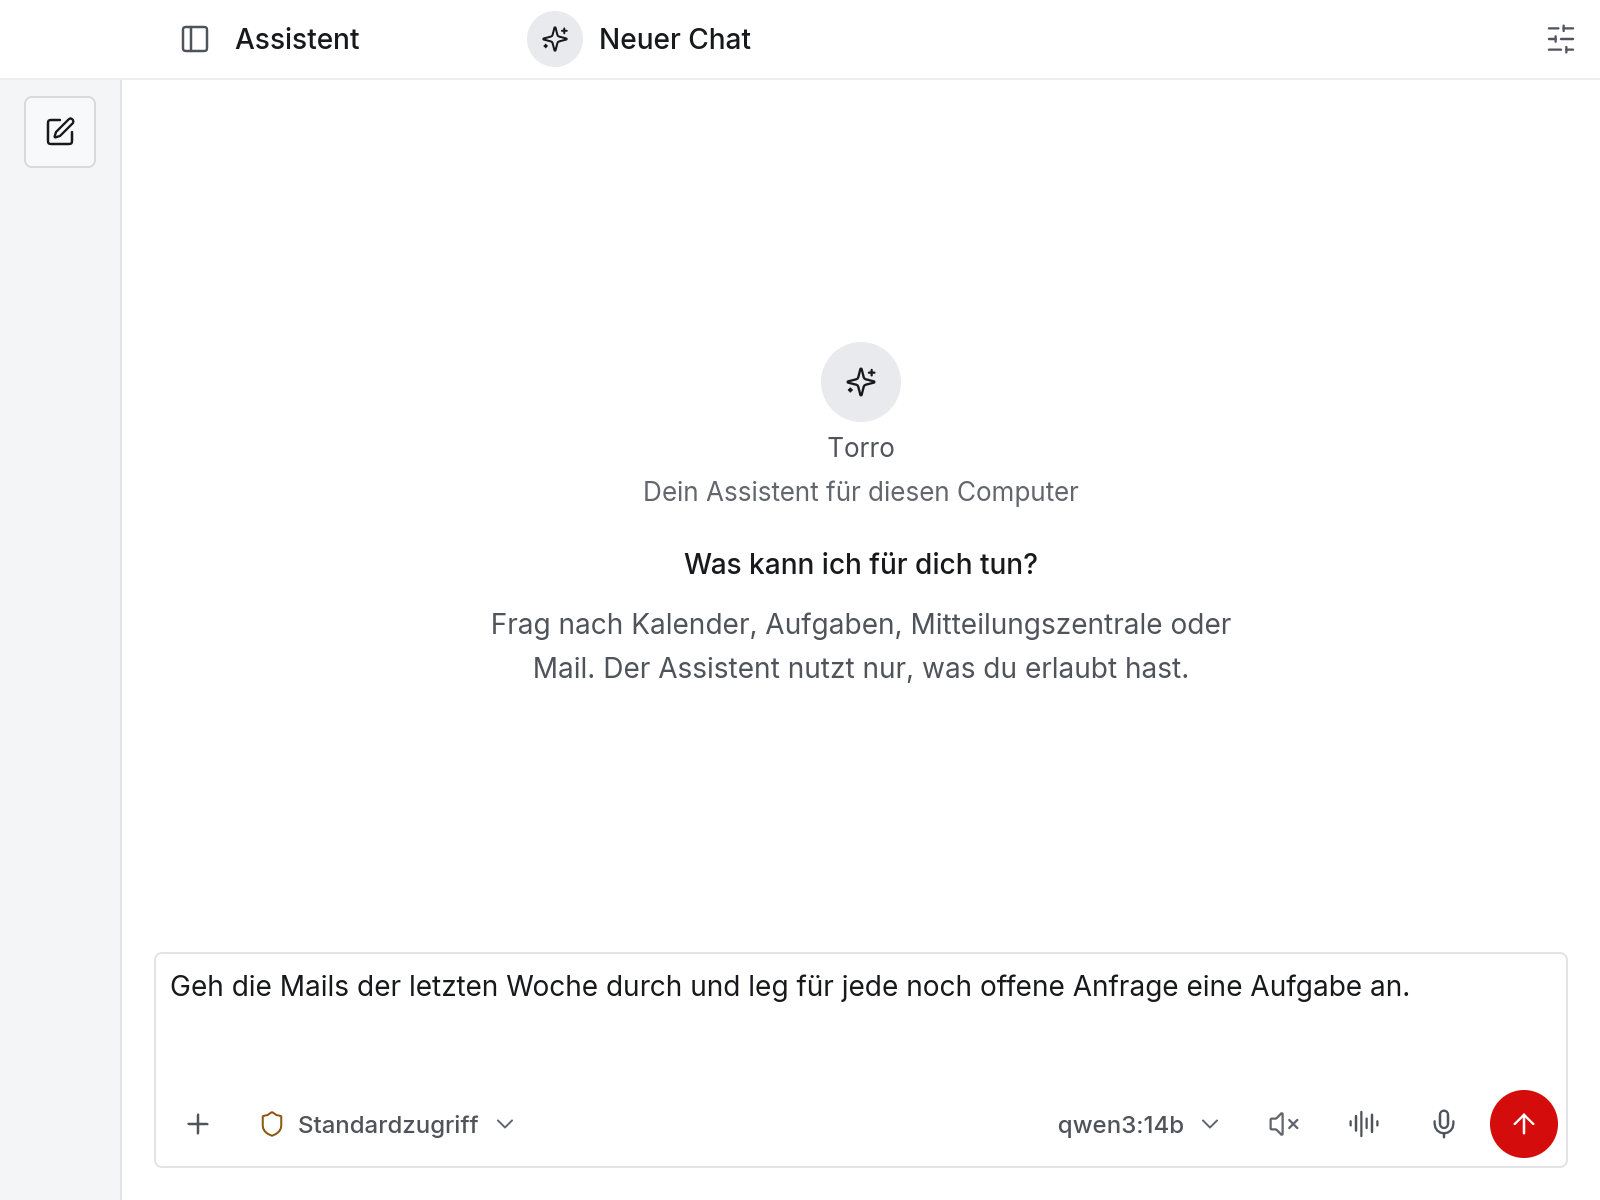 Assistent
Neuer Chat
Torro
Dein Assistent für diesen Computer
Was kann ich für dich tun?
Frag nach Kalender, Aufgaben, Mitteilungszentrale oder
Mail. Der Assistent nutzt nur, was du erlaubt hast.
Geh die Mails der letzten Woche durch und leg für jede noch offene Anfrage eine Aufgabe an.
Standardzugriff
qwen3:14b